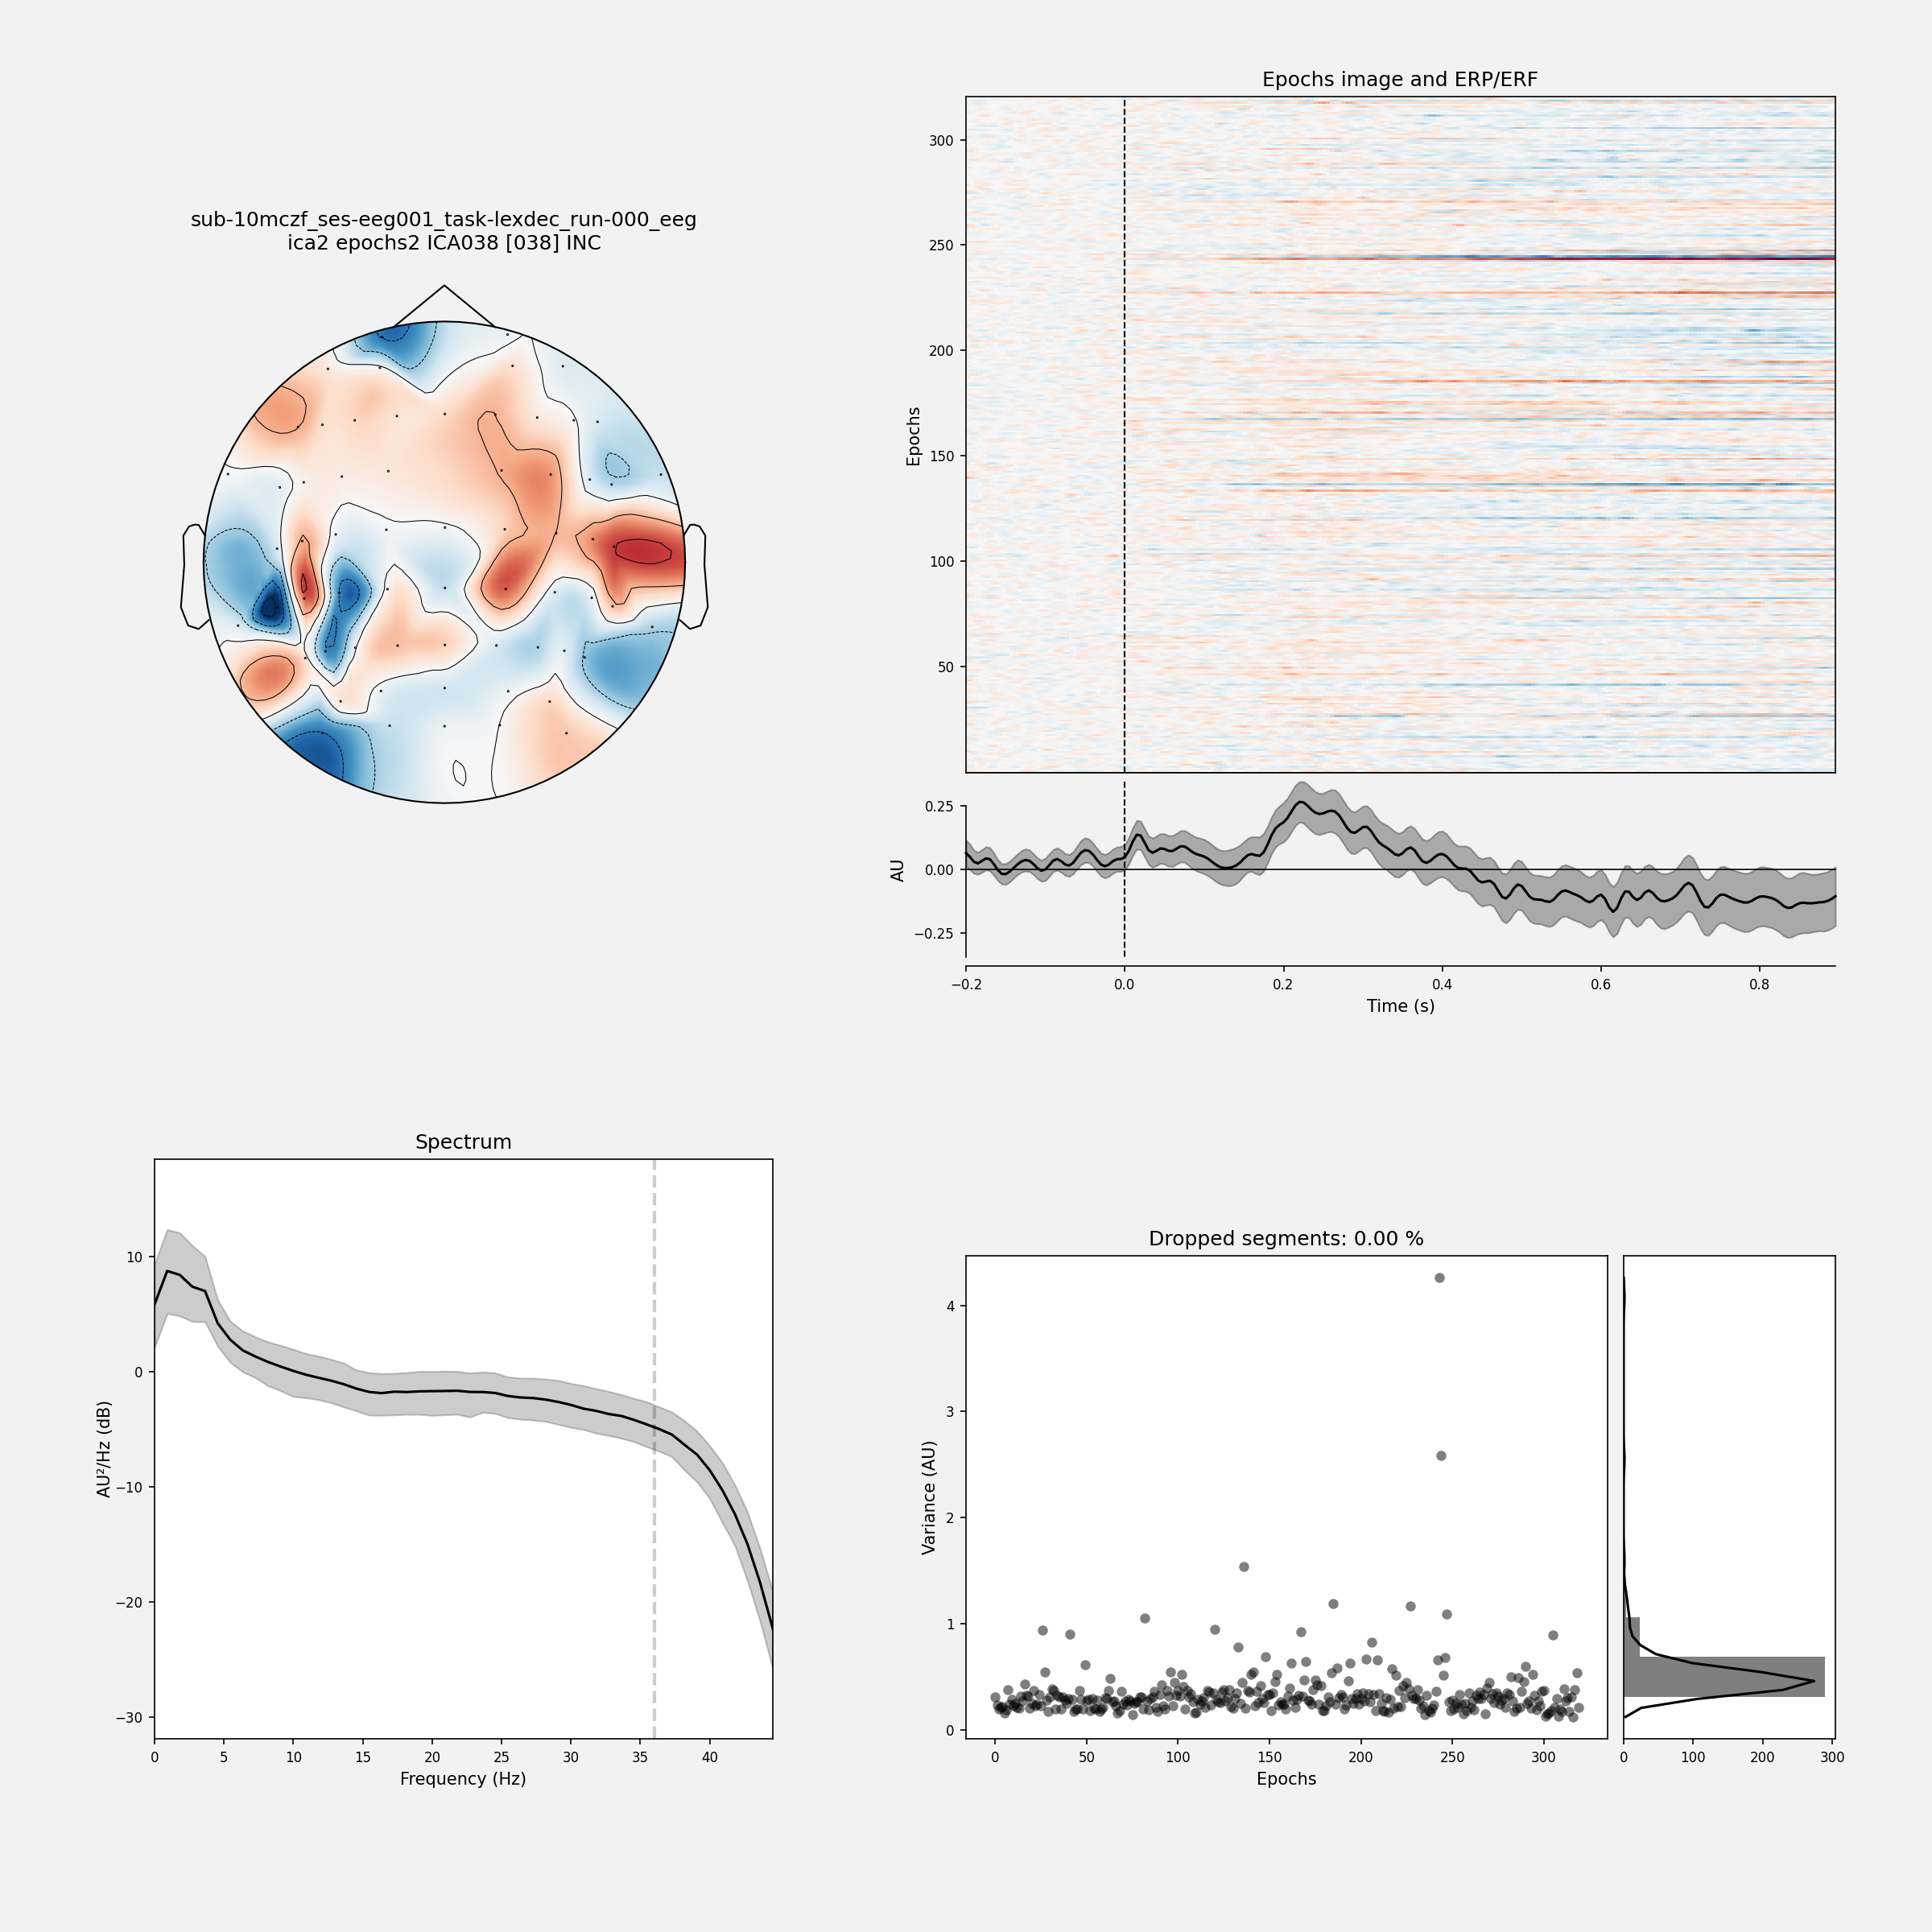 sub-10mczf_ses-eeg001_task-lexdec_run-000_eeg
ica2 epochs2 ICA038 [038] INC
Epochs image and ERP/ERF
Epochs
300
250
200
150
100
50
AU
0.25
0.00
−0.25
−0.2 0.0 0.2 0.4 0.6 0.8
Time (s)
Spectrum
AU²/Hz (dB)
10
0
−10
−20
−30
0 5 10 15 20 25 30 35 40
Frequency (Hz)
Dropped segments: 0.00 %
Variance (AU)
4
3
2
1
0
0 50 100 150 200 250 300
Epochs
0 100 200 300